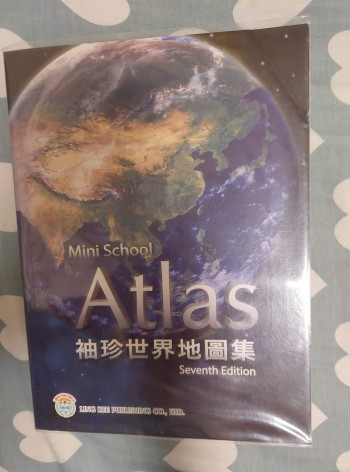 Mini School
Atlas
袖珍世界地圖集
Seventh Edition
LING KEE PUBLISHING CO., LTD.